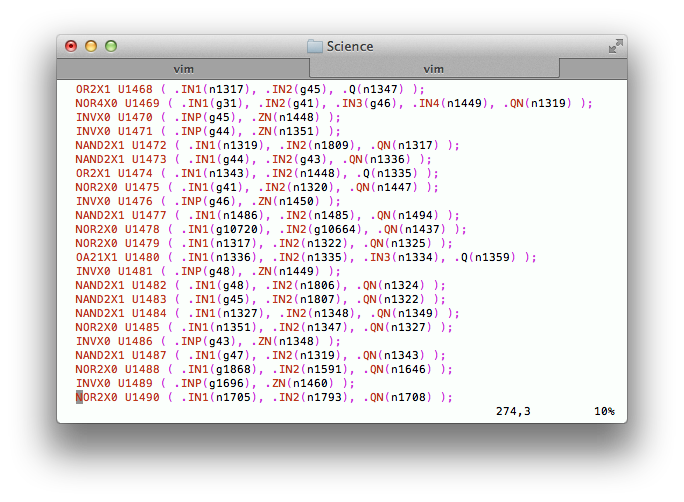 Science
vim vim
OR2X1 U1468 ( .IN1(n1317), .IN2(g45), .Q(n1347) );
NOR4X0 U1469 ( .IN1(g31), .IN2(g41), .IN3(g46), .IN4(n1449), .QN(n1319) );
INVX0 U1470 ( .INP(g45), .ZN(n1448) );
INVX0 U1471 ( .INP(g44), .ZN(n1351) );
NAND2X1 U1472 ( .IN1(n1319), .IN2(n1809), .QN(n1317) );
NAND2X1 U1473 ( .IN1(g44), .IN2(g43), .QN(n1336) );
OR2X1 U1474 ( .IN1(n1343), .IN2(n1448), .Q(n1335) );
NOR2X0 U1475 ( .IN1(g41), .IN2(n1320), .QN(n1447) );
INVX0 U1476 ( .INP(g46), .ZN(n1450) );
NAND2X1 U1477 ( .IN1(n1486), .IN2(n1485), .QN(n1494) );
NOR2X0 U1478 ( .IN1(g10720), .IN2(g10664), .QN(n1437) );
NOR2X0 U1479 ( .IN1(n1317), .IN2(n1322), .QN(n1325) );
OA21X1 U1480 ( .IN1(n1336), .IN2(n1335), .IN3(n1334), .Q(n1359) );
INVX0 U1481 ( .INP(g48), .ZN(n1449) );
NAND2X1 U1482 ( .IN1(g48), .IN2(n1806), .QN(n1324) );
NAND2X1 U1483 ( .IN1(g45), .IN2(n1807), .QN(n1322) );
NAND2X1 U1484 ( .IN1(n1327), .IN2(n1348), .QN(n1349) );
NOR2X0 U1485 ( .IN1(n1351), .IN2(n1347), .QN(n1327) );
INVX0 U1486 ( .INP(g43), .ZN(n1348) );
NAND2X1 U1487 ( .IN1(g47), .IN2(n1319), .QN(n1343) );
NOR2X0 U1488 ( .IN1(g1868), .IN2(n1591), .QN(n1646) );
INVX0 U1489 ( .INP(g1696), .ZN(n1460) );
NOR2X0 U1490 ( .IN1(n1705), .IN2(n1793), .QN(n1708) );
274,3 10%